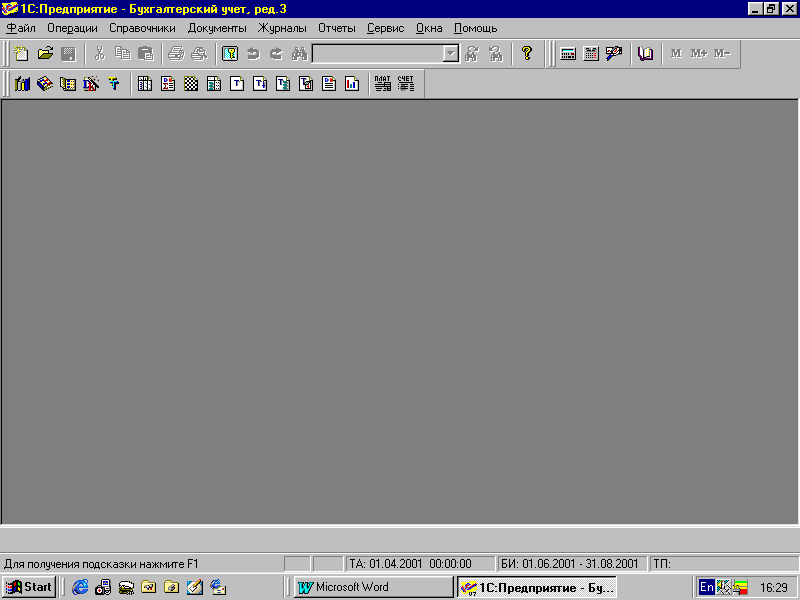 1С:Предприятие - Бухгалтерский учет, ред.3
Файл Операции Справочники Документы Журналы Отчеты Сервис Окна Помощь
M M+ M-
ПЛАТ СЧЕТ
Для получения подсказки нажмите F1 ТА: 01.04.2001 00:00:00 БИ: 01.06.2001 - 31.08.2001 ТП:
Start Microsoft Word 1С:Предприятие - Бу... En 16:29